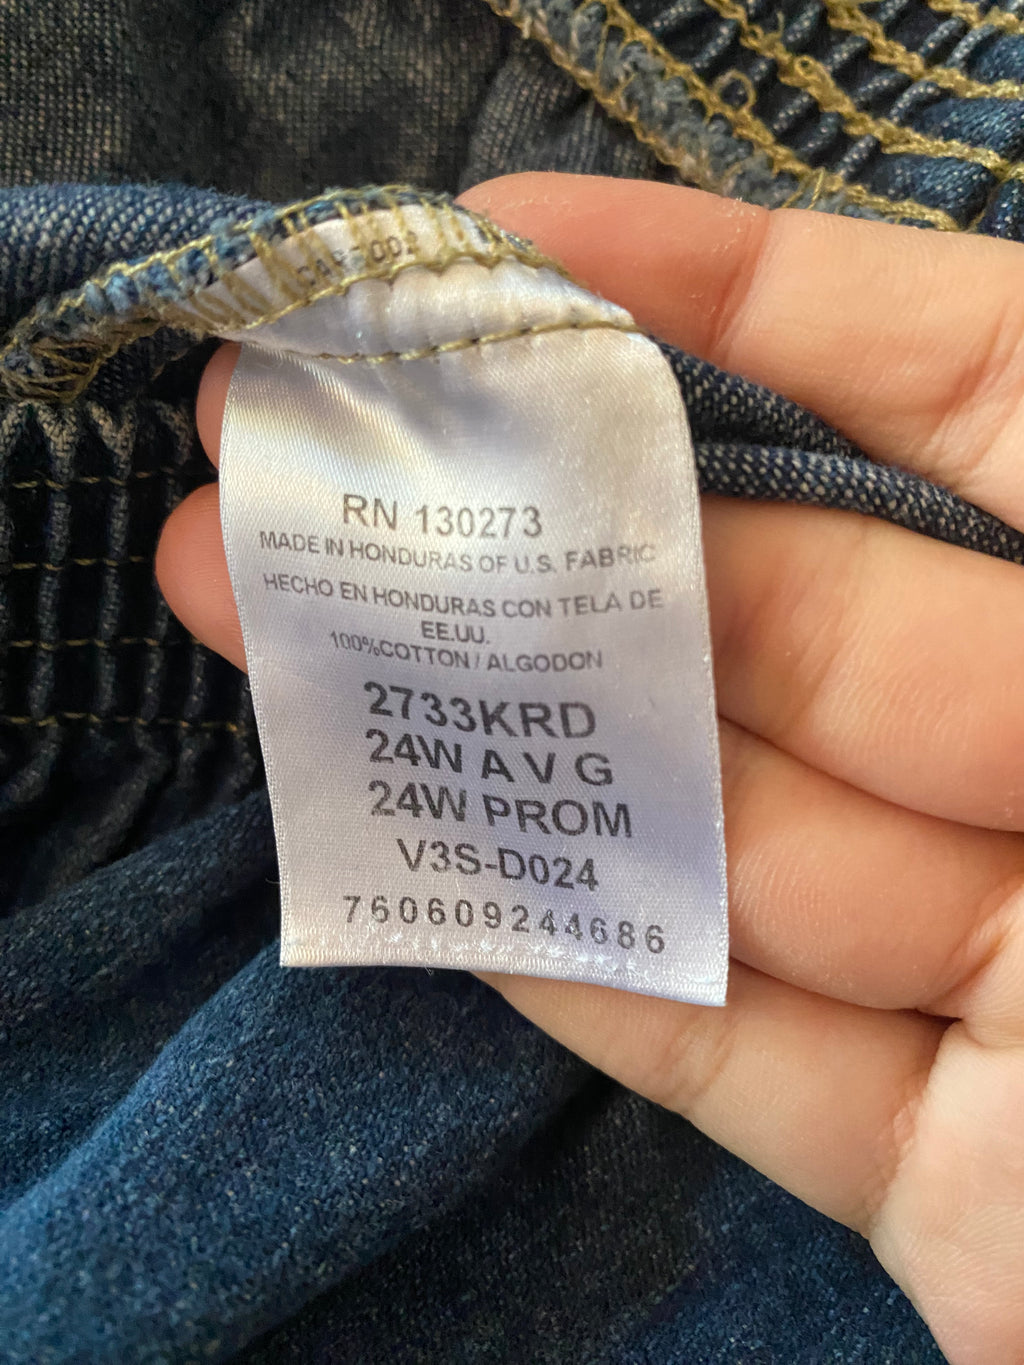 RN 130273
MADE IN HONDURAS OF U.S. FABRIC
HECHO EN HONDURAS CON TELA DE
EE.UU.
100%COTTON / ALGODON
2733KRD
24W A V G
24W PROM
V3S-D024
760609244686